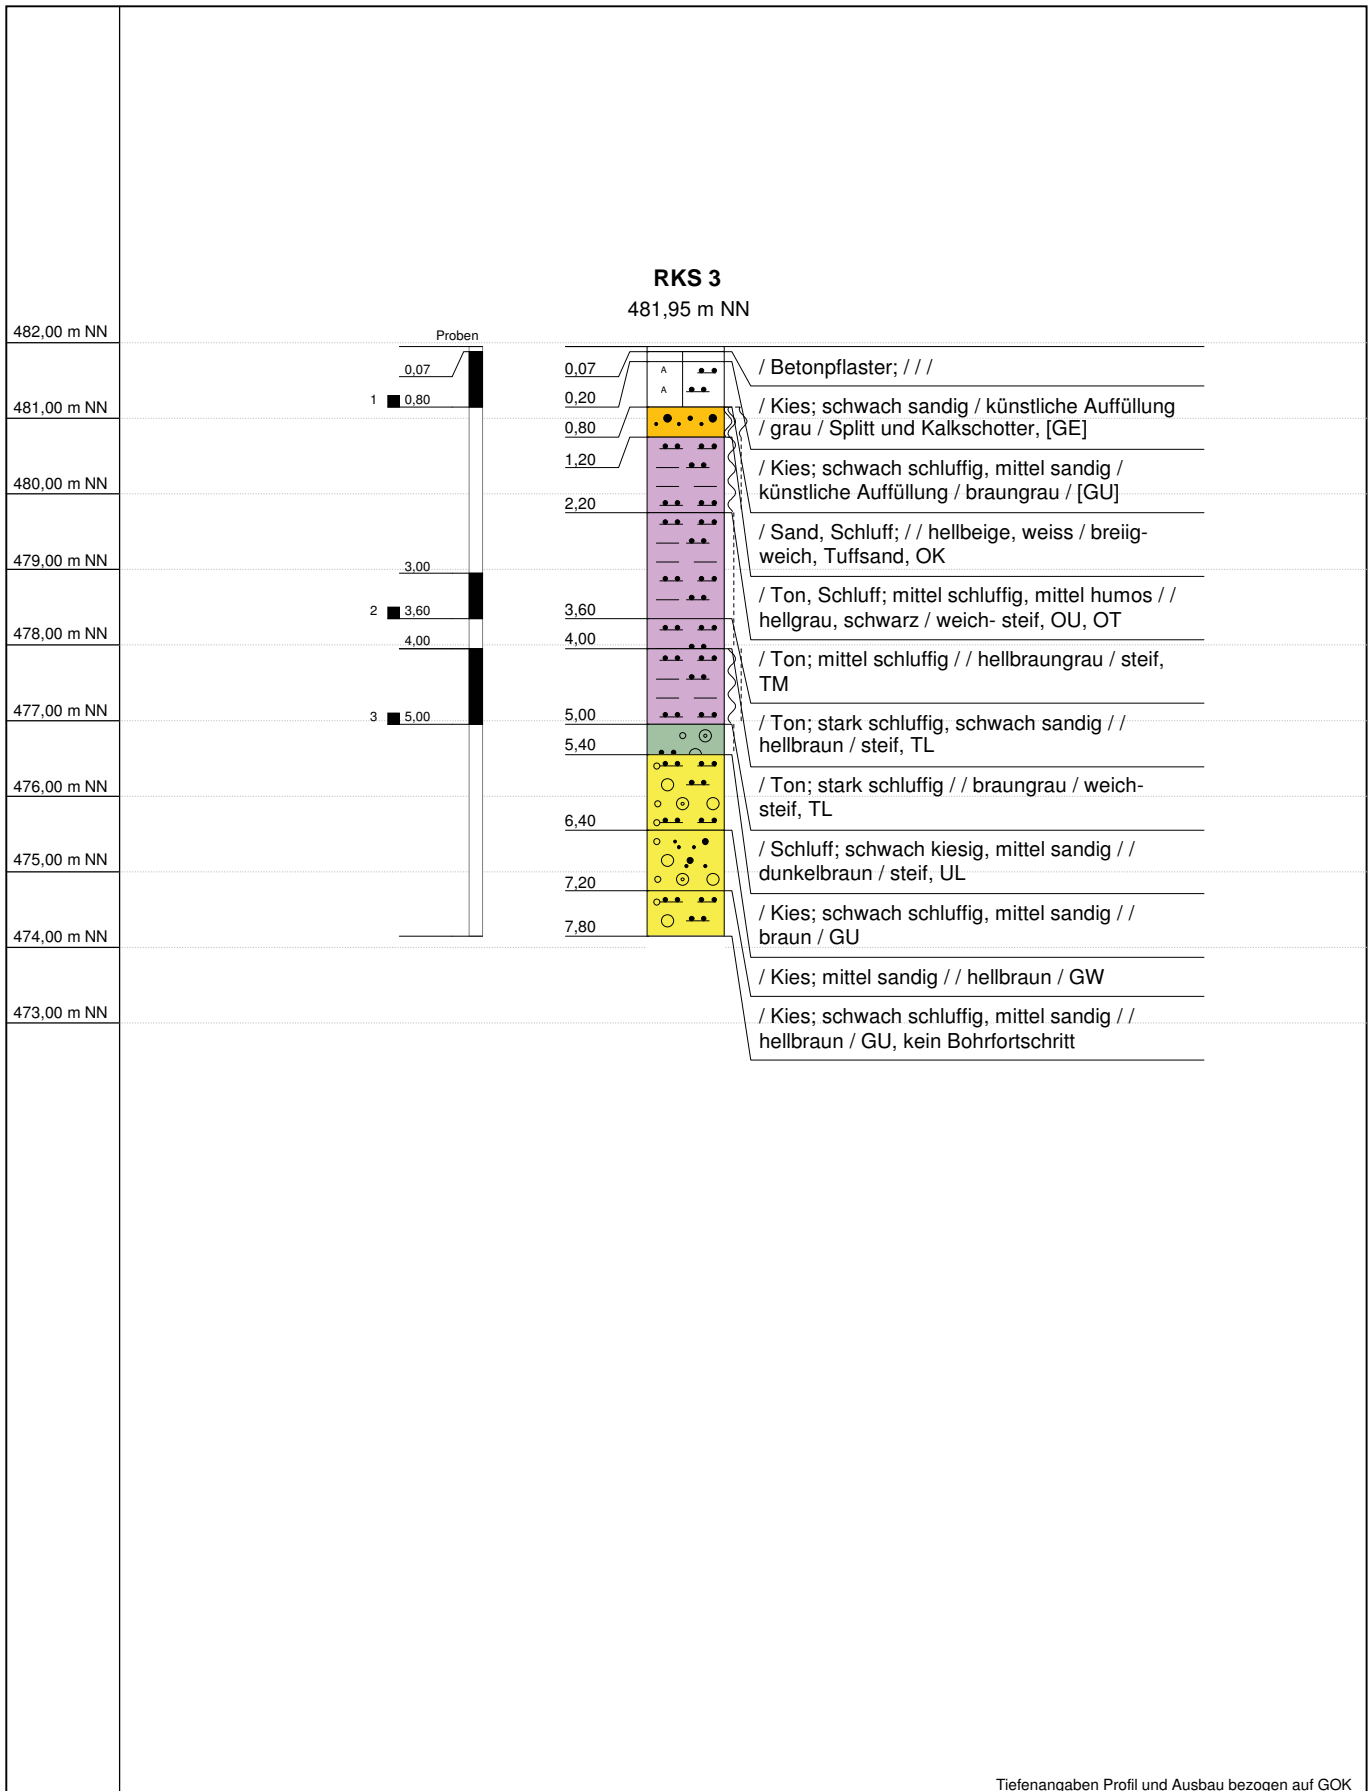 RKS 3
481,95 m NN
482,00 m NN
481,00 m NN
480,00 m NN
479,00 m NN
478,00 m NN
477,00 m NN
476,00 m NN
475,00 m NN
474,00 m NN
473,00 m NN
Proben
0,07
1 0,80
3,00
2 3,60
4,00
3 5,00
0,07
0,20
0,80
1,20
2,20
3,60
4,00
5,00
5,40
6,40
7,20
7,80
A
A
/ Betonpflaster; / / /
/ Kies; schwach sandig / künstliche Auffüllung
/ grau / Splitt und Kalkschotter, [GE]
/ Kies; schwach schluffig, mittel sandig /
künstliche Auffüllung / braungrau / [GU]
/ Sand, Schluff; / / hellbeige, weiss / breiig-
weich, Tuffsand, OK
/ Ton, Schluff; mittel schluffig, mittel humos / /
hellgrau, schwarz / weich- steif, OU, OT
/ Ton; mittel schluffig / / hellbraungrau / steif,
TM
/ Ton; stark schluffig, schwach sandig / /
hellbraun / steif, TL
/ Ton; stark schluffig / / braungrau / weich-
steif, TL
/ Schluff; schwach kiesig, mittel sandig / /
dunkelbraun / steif, UL
/ Kies; schwach schluffig, mittel sandig / /
braun / GU
/ Kies; mittel sandig / / hellbraun / GW
/ Kies; schwach schluffig, mittel sandig / /
hellbraun / GU, kein Bohrfortschritt
Tiefenangaben Profil und Ausbau bezogen auf GOK